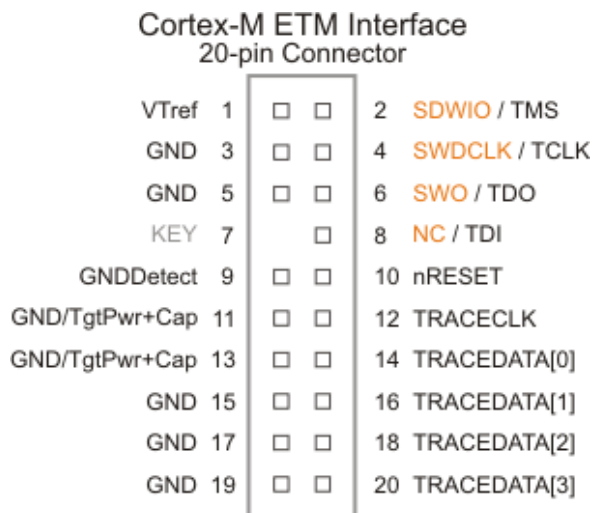 Cortex-M ETM Interface
20-pin Connector
VTref 1 2 SDWIO / TMS
GND 3 4 SWDCLK / TCLK
GND 5 6 SWO / TDO
KEY 7 8 NC / TDI
GNDDetect 9 10 nRESET
GND/TgtPwr+Cap 11 12 TRACECLK
GND/TgtPwr+Cap 13 14 TRACEDATA[0]
GND 15 16 TRACEDATA[1]
GND 17 18 TRACEDATA[2]
GND 19 20 TRACEDATA[3]